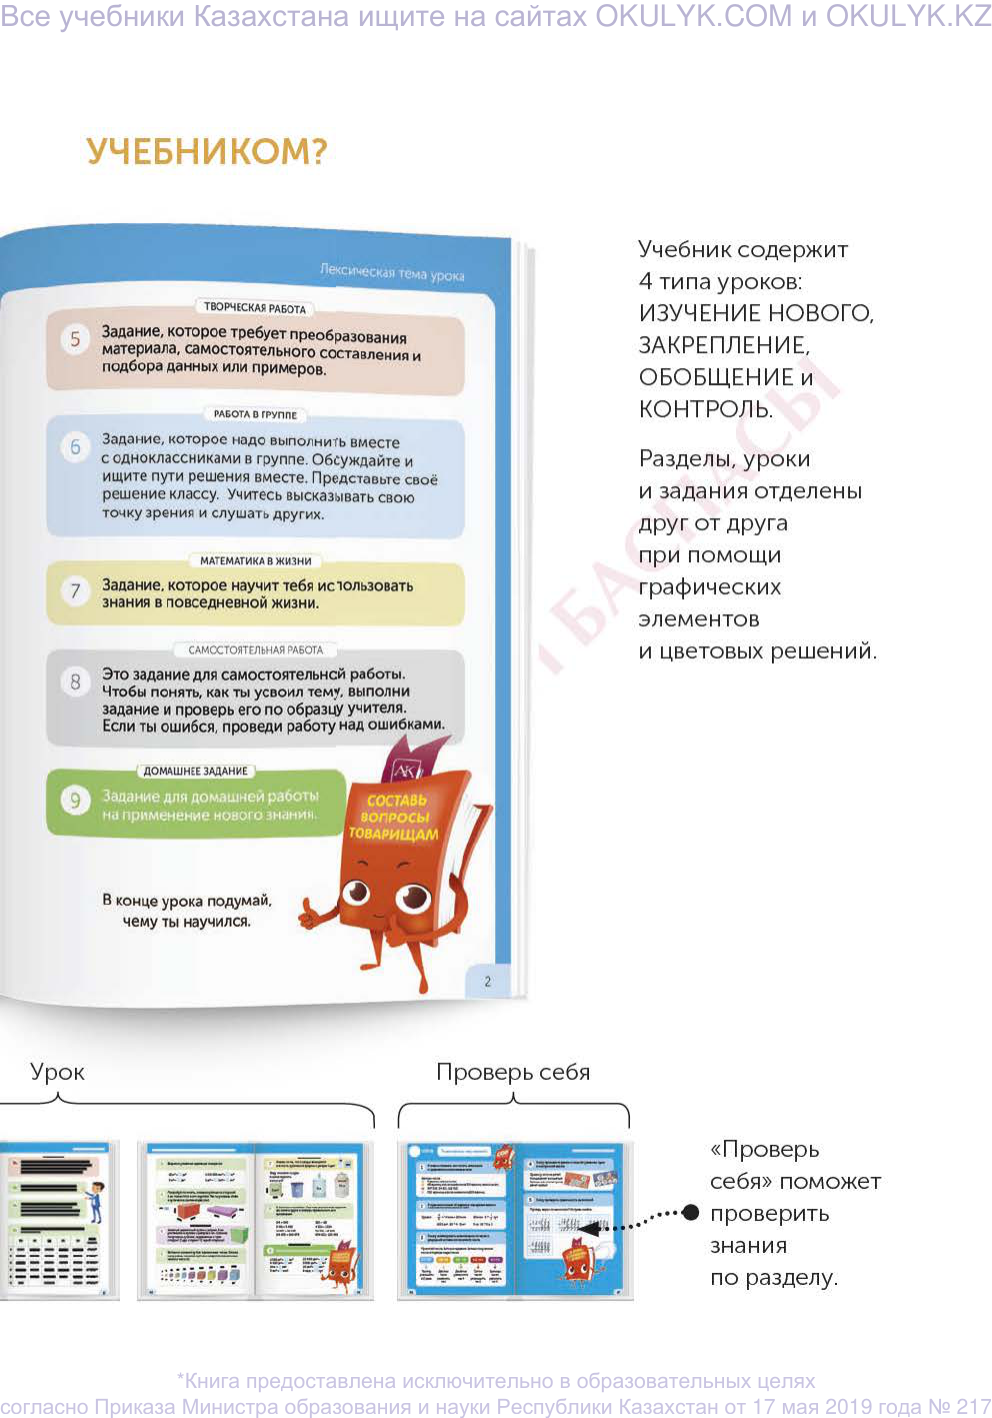 Все учебники Казахстана ищите на сайтах OKULYK.COM и OKULYK.KZ
УЧЕБНИКОМ?
Лексическая тема урока
ТВОРЧЕСКАЯ РАБОТА
5
Задание, которое требует преобразования
материала, самостоятельного составления и
подбора данных или примеров.
РАБОТА В ГРУППЕ
6
Задание, которое надо выполнить вместе
с одноклассниками в группе. Обсуждайте и
ищите пути решения вместе. Представьте своё
решение классу. Учитесь высказывать свою
точку зрения и слушать других.
МАТЕМАТИКА В ЖИЗНИ
7
Задание, которое научит тебя использовать
знания в повседневной жизни.
САМОСТОЯТЕЛЬНАЯ РАБОТА
8
Это задание для самостоятельной работы.
Чтобы понять, как ты усвоил тему, выполни
задание и проверь его по образцу учителя.
Если ты ошибся, проведи работу над ошибками.
ДОМАШНЕЕ ЗАДАНИЕ
9
Задание для домашней работы
на применение нового знания.
АК
СОСТАВЬ
ВОПРОСЫ
ТОВАРИЩАМ
В конце урока подумай,
чему ты научился.
2
Учебник содержит
4 типа уроков:
ИЗУЧЕНИЕ НОВОГО,
ЗАКРЕПЛЕНИЕ,
ОБОБЩЕНИЕ и
КОНТРОЛЬ.
Разделы, уроки
и задания отделены
друг от друга
при помощи
графических
элементов
и цветовых решений.
БАСПАСЫ
Урок
Проверь себя
«Проверь
себя» поможет
проверить
знания
по разделу.
*Книга предоставлена исключительно в образовательных целях
согласно Приказа Министра образования и науки Республики Казахстан от 17 мая 2019 года № 217